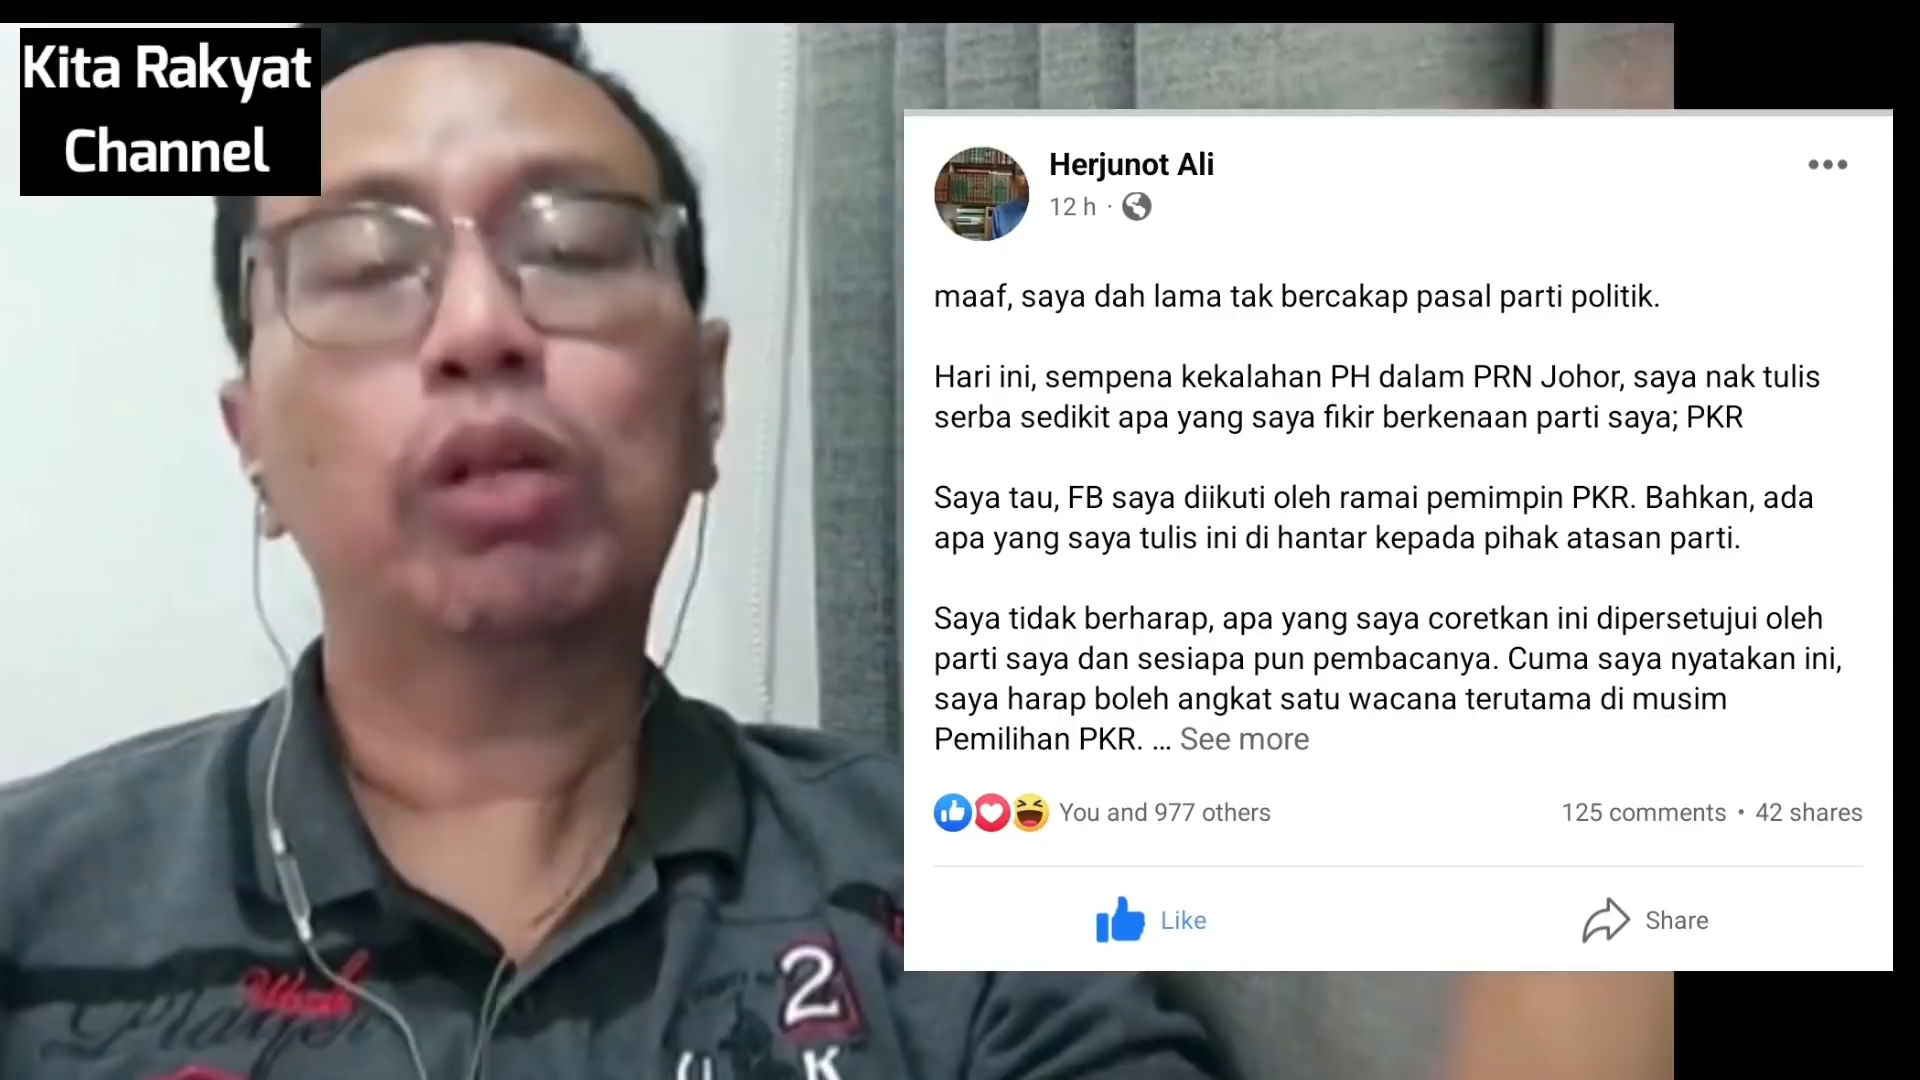 Kita Rakyat
Channel
Herjunot Ali
12 h ·
maaf, saya dah lama tak bercakap pasal parti politik.
Hari ini, sempena kekalahan PH dalam PRN Johor, saya nak tulis
serba sedikit apa yang saya fikir berkenaan parti saya; PKR
Saya tau, FB saya diikuti oleh ramai pemimpin PKR. Bahkan, ada
apa yang saya tulis ini di hantar kepada pihak atasan parti.
Saya tidak berharap, apa yang saya coretkan ini dipersetujui oleh
parti saya dan sesiapa pun pembacanya. Cuma saya nyatakan ini,
saya harap boleh angkat satu wacana terutama di musim
Pemilihan PKR. ... See more
You and 977 others
125 comments • 42 shares
Like
Share
2